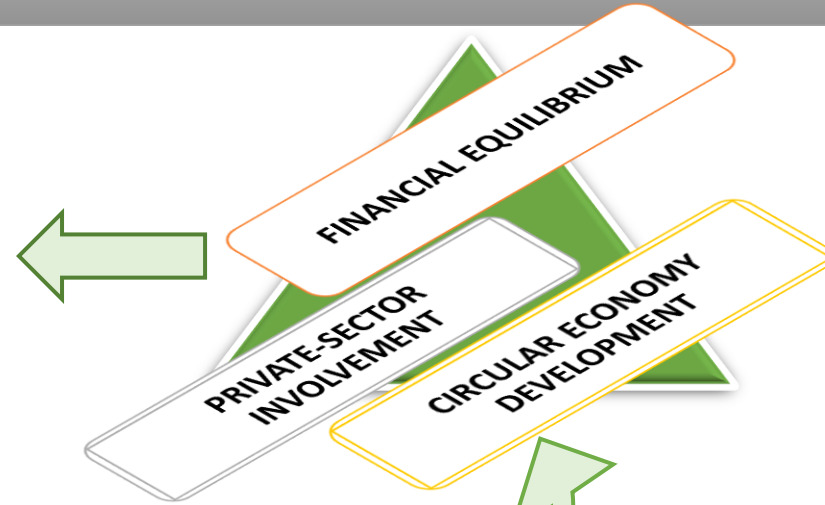 FINANCIAL EQUILIBRIUM
PRIVATE-SECTOR
INVOLVEMENT
CIRCULAR ECONOMY
DEVELOPMENT